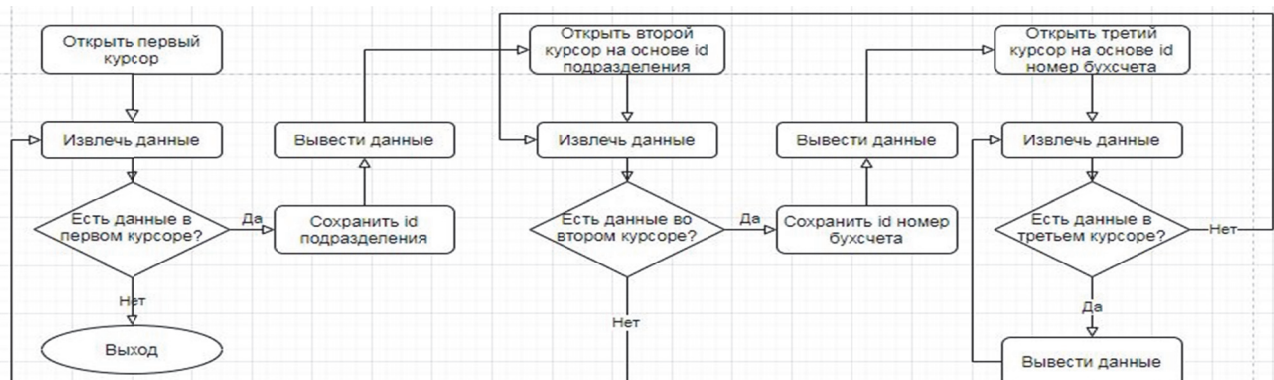 Открыть первый
курсор
Извлечь данные
Есть данные в
первом курсоре?
Да
Нет
Выход
Сохранить id
подразделения
Вывести данные
Открыть второй
курсор на основе id
подразделения
Извлечь данные
Есть данные во
втором курсоре?
Да
Нет
Сохранить id номер
бухсчета
Вывести данные
Открыть третий
курсор на основе id
номер бухсчета
Извлечь данные
Есть данные в
третьем курсоре?
Нет
Да
Вывести данные